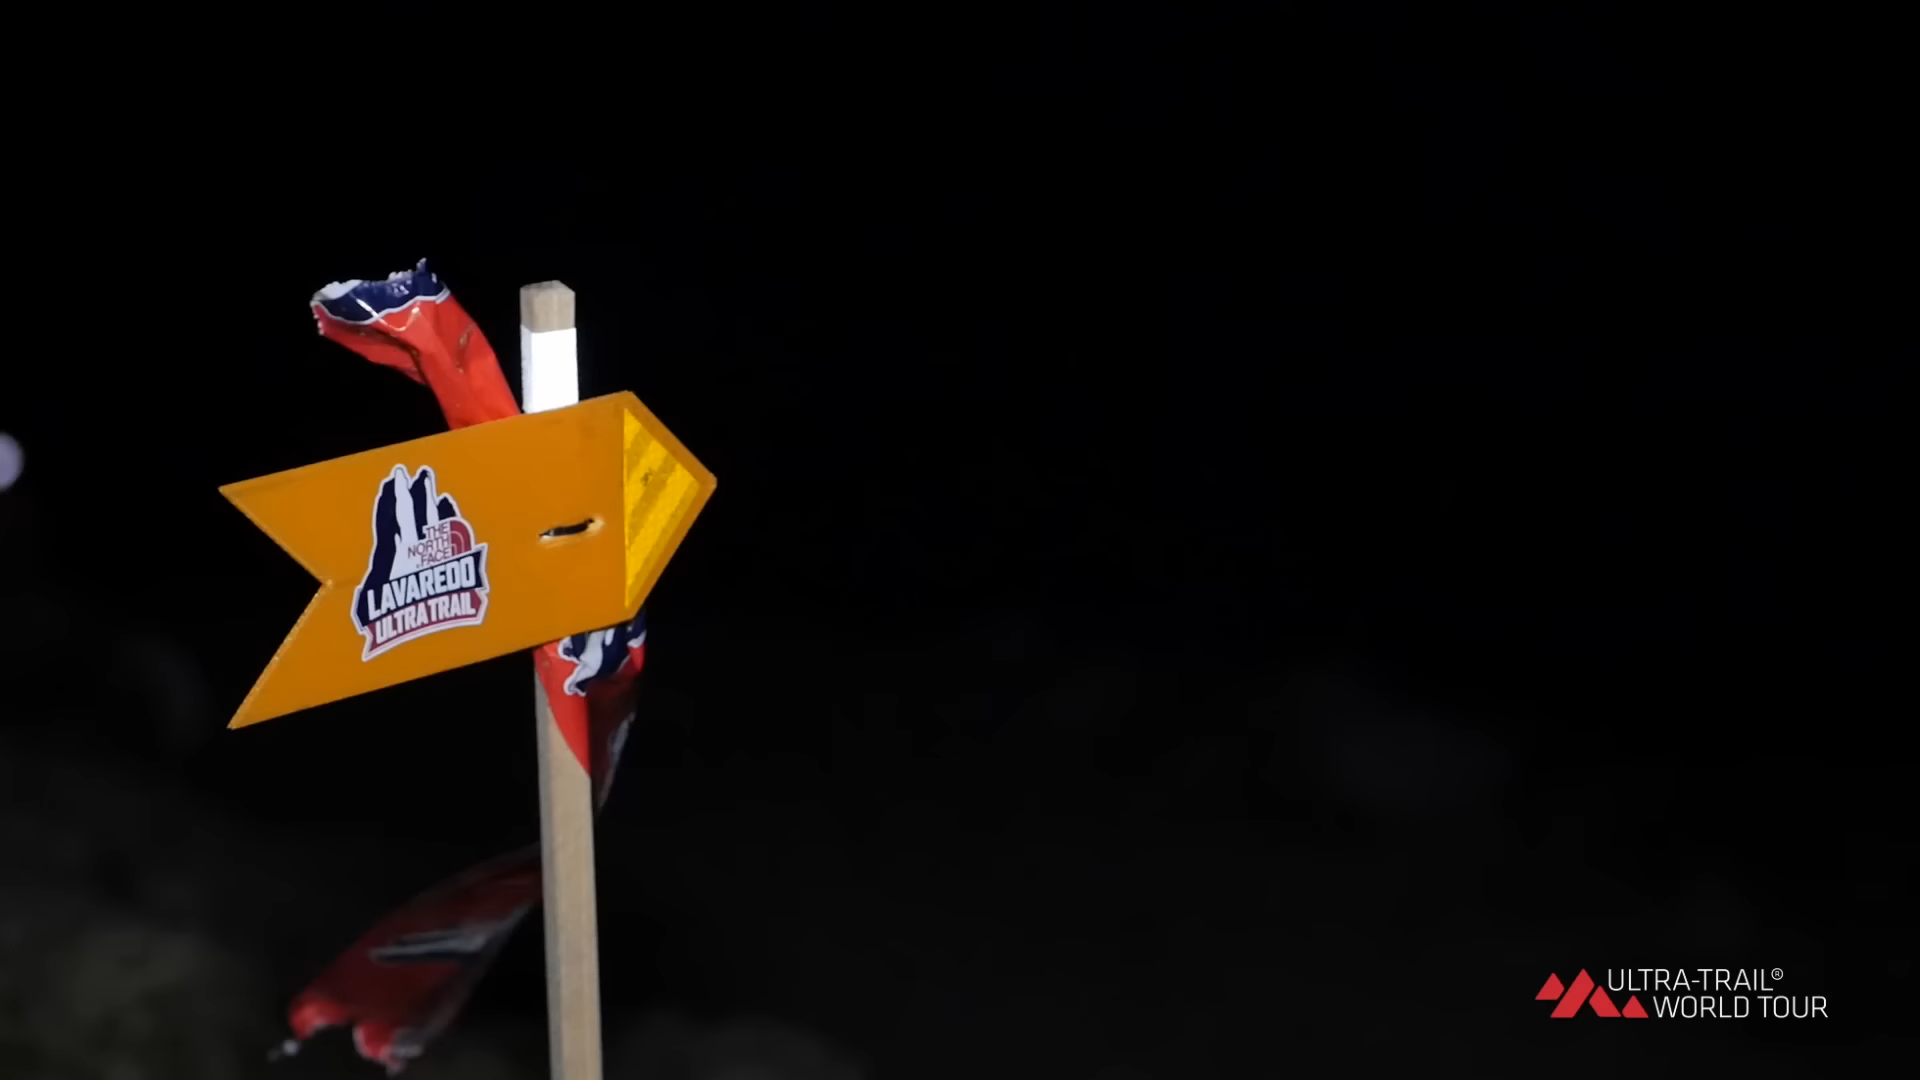 THE
NORTH
FACE
LAVAREDO
ULTRA TRAIL
ULTRA-TRAIL®
WORLD TOUR